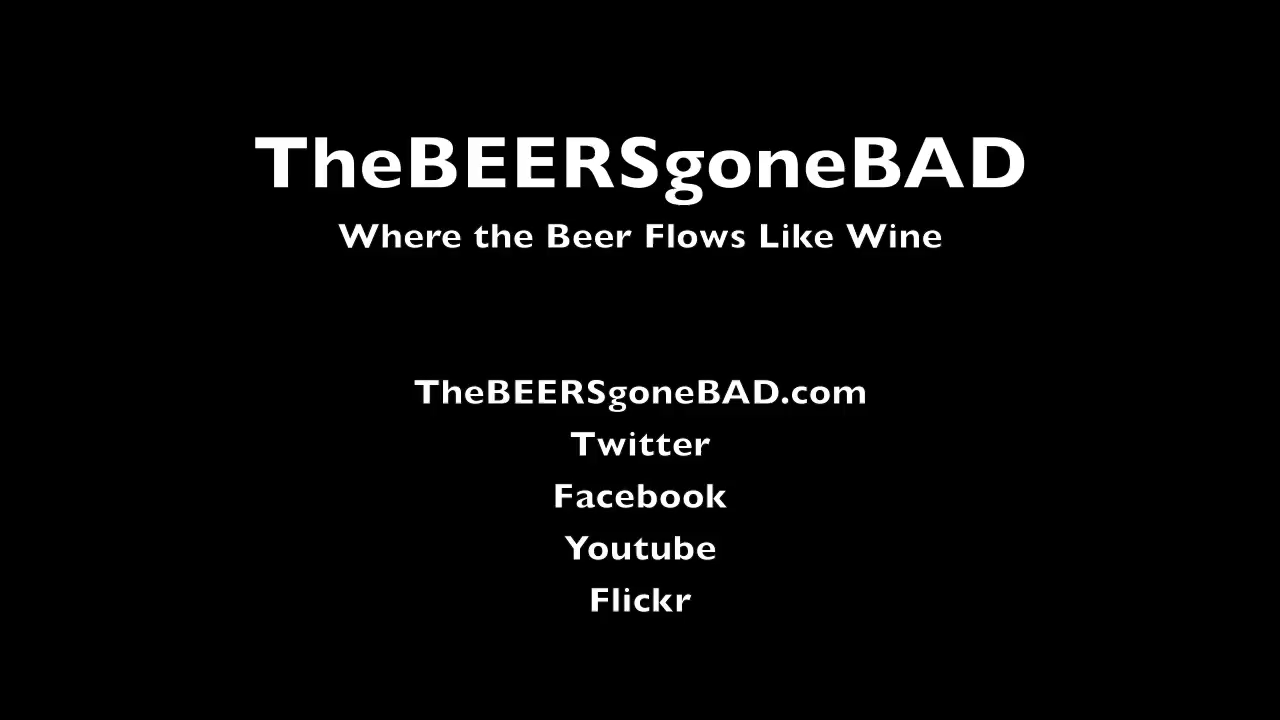 TheBEERSgoneBAD
Where the Beer Flows Like Wine
TheBEERSgoneBAD.com
Twitter
Facebook
Youtube
Flickr